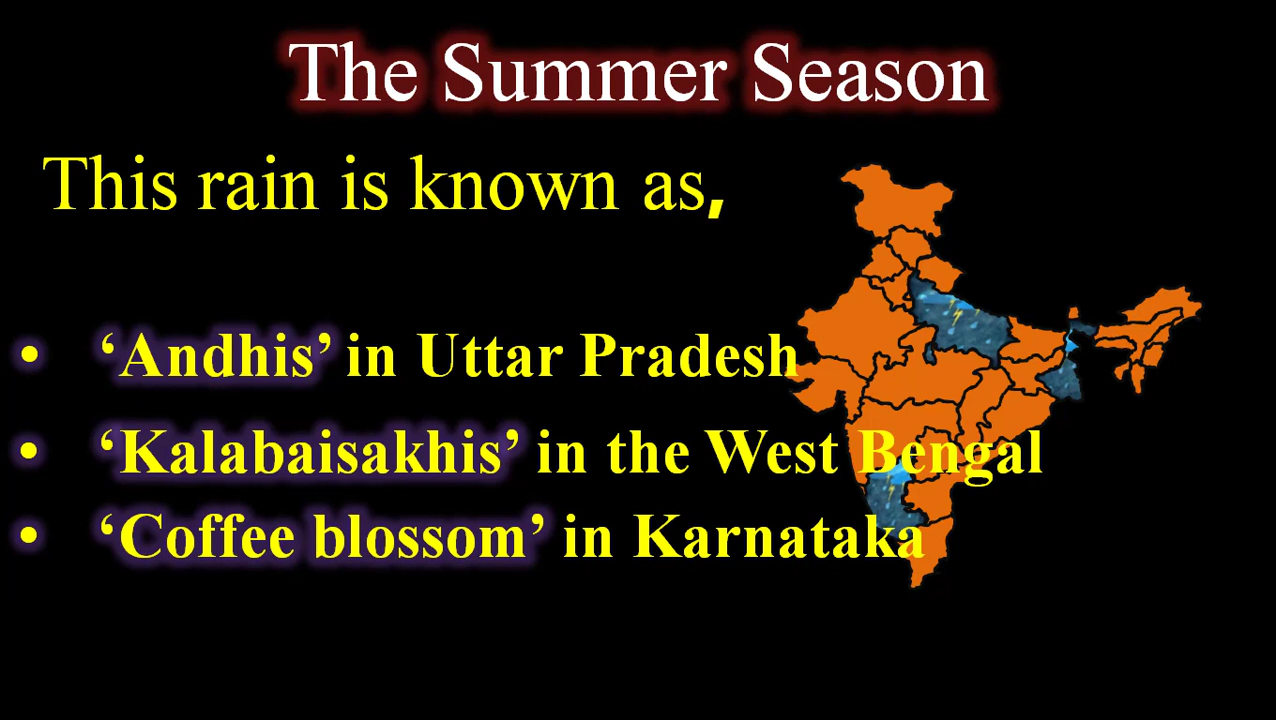 The Summer Season
This rain is known as,
• ‘Andhis’ in Uttar Pradesh
• ‘Kalabaisakhis’ in the West Bengal
• ‘Coffee blossom’ in Karnataka